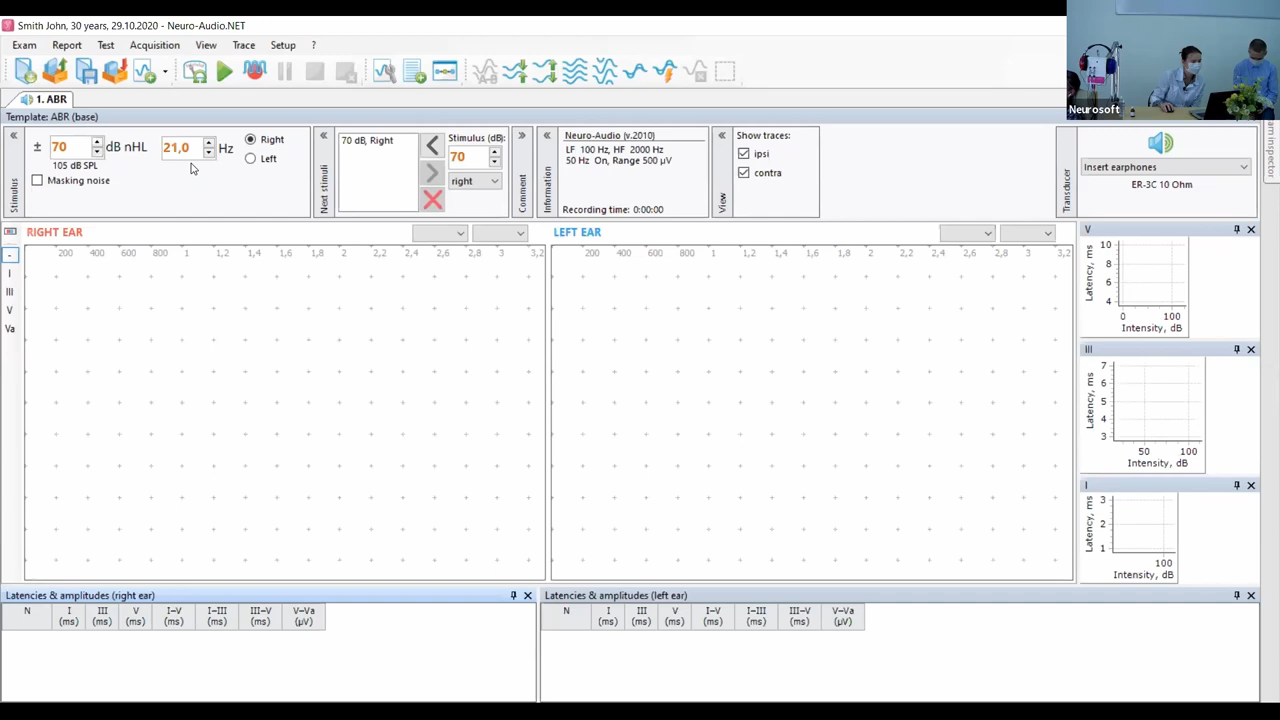 Smith John, 30 years, 29.10.2020 - Neuro-Audio.NET
Exam Report Test Acquisition View Trace Setup ?
Neurosoft
1. ABR
Template: ABR (base)
Stimulus
± 70 dB nHL 21,0 Hz
105 dB SPL
Masking noise
Right
Left
Next stimuli
70 dB, Right
Stimulus (dB):
70
right
Comment
Information
Neuro-Audio (v.2010)
LF 100 Hz, HF 2000 Hz
50 Hz On, Range 500 µV
Recording time: 0:00:00
View
Show traces:
ipsi
contra
Transducer
Insert earphones
ER-3C 10 Ohm
Exam inspector
RIGHT EAR
200 400 600 800 1 1,2 1,4 1,6 1,8 2 2,2 2,4 2,6 2,8 3 3,2
LEFT EAR
200 400 600 800 1 1,2 1,4 1,6 1,8 2 2,2 2,4 2,6 2,8 3 3,2
-
I
III
V
Va
V
Latency, ms
10
8
6
4
0 100
Intensity, dB
III
Latency, ms
7
6
5
4
3
50 100
Intensity, dB
I
Latency, ms
3
2
1
100
Intensity, dB
Latencies & amplitudes (right ear)
N I (ms) III (ms) V (ms) I-V (ms) I-III (ms) III-V (ms) V-Va (µV)
Latencies & amplitudes (left ear)
N I (ms) III (ms) V (ms) I-V (ms) I-III (ms) III-V (ms) V-Va (µV)